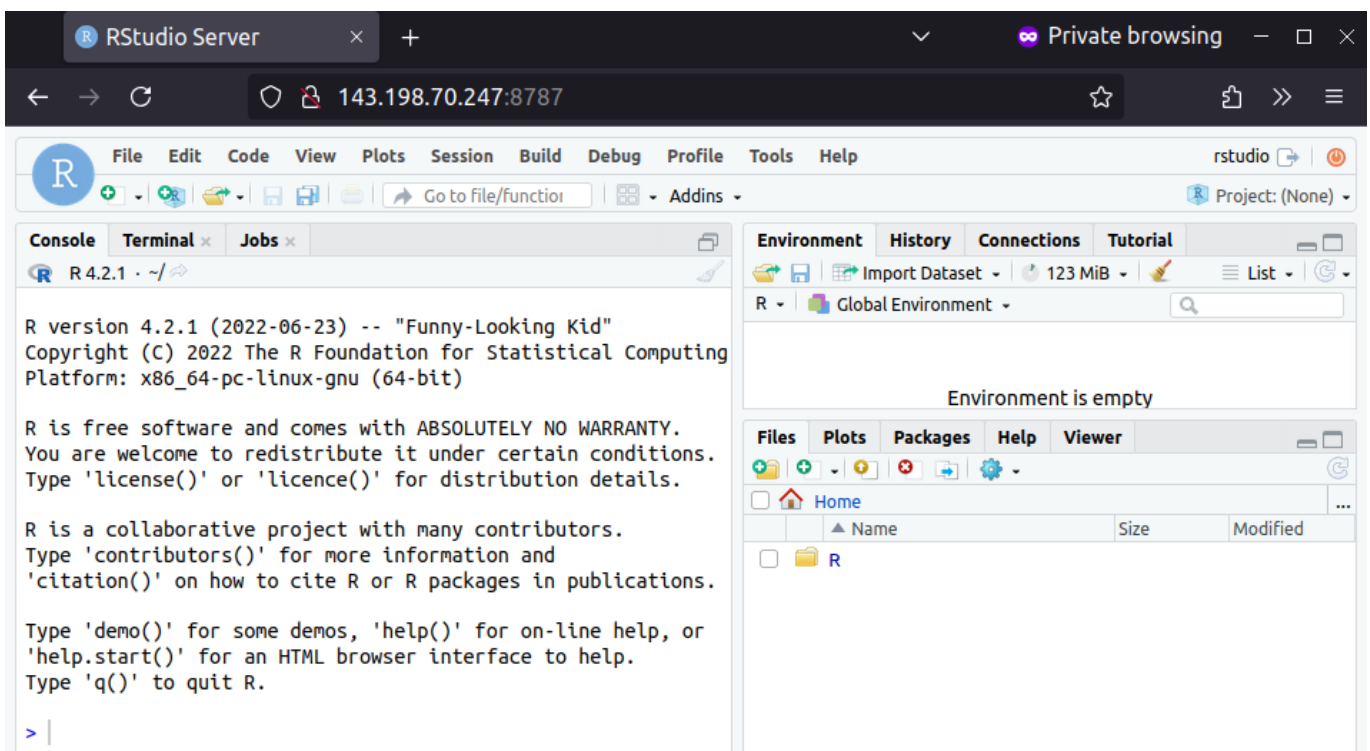 RStudio Server
Private browsing
143.198.70.247:8787
File Edit Code View Plots Session Build Debug Profile Tools Help
rstudio
Go to file/function
Addins
Project: (None)
Console Terminal Jobs
R 4.2.1 · ~/
R version 4.2.1 (2022-06-23) -- "Funny-Looking Kid"
Copyright (C) 2022 The R Foundation for Statistical Computing
Platform: x86_64-pc-linux-gnu (64-bit)
R is free software and comes with ABSOLUTELY NO WARRANTY.
You are welcome to redistribute it under certain conditions.
Type 'license()' or 'licence()' for distribution details.
R is a collaborative project with many contributors.
Type 'contributors()' for more information and
'citation()' on how to cite R or R packages in publications.
Type 'demo()' for some demos, 'help()' for on-line help, or
'help.start()' for an HTML browser interface to help.
Type 'q()' to quit R.
>
Environment History Connections Tutorial
Import Dataset 123 MiB List
R Global Environment
Environment is empty
Files Plots Packages Help Viewer
Home ...
Name Size Modified
R